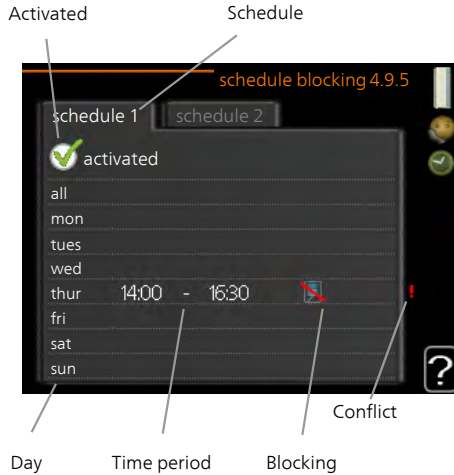 Activated
Schedule
schedule blocking 4.9.5
schedule 1
schedule 2
activated
all
mon
tues
wed
thur 14:00 - 16:30 !
fri
sat
sun
?
Conflict
Day
Time period
Blocking